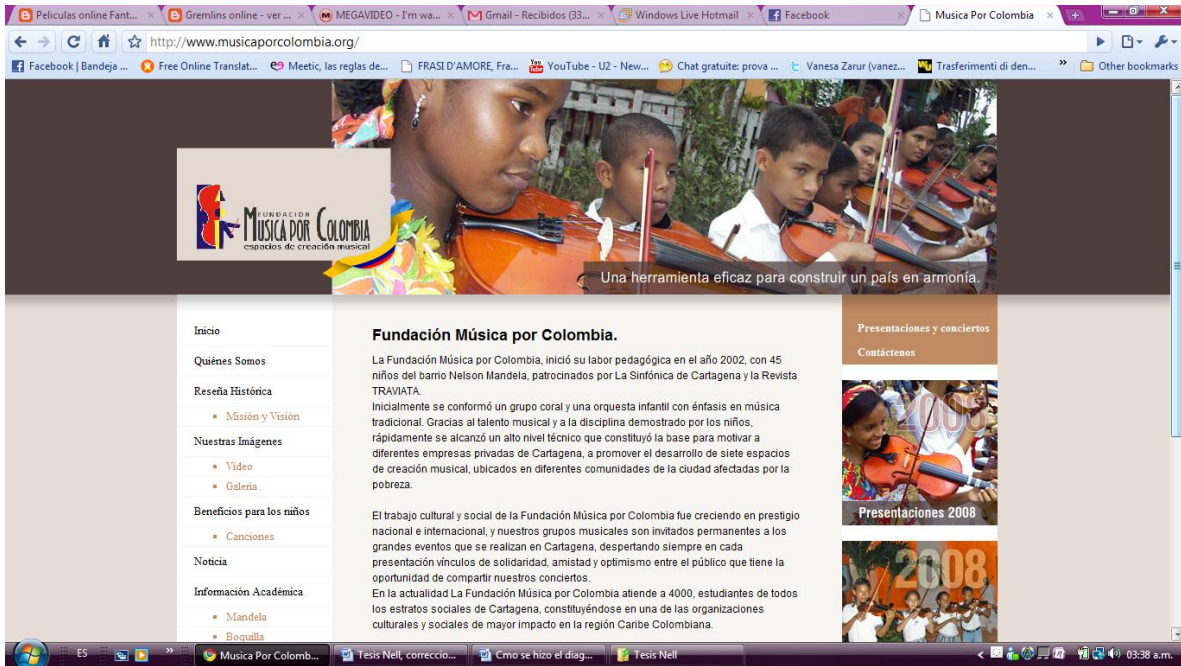 Peliculas online Fant...
Gremlins online - ver ...
MEGAVIDEO - I'm wa...
Gmail - Recibidos (33...
Windows Live Hotmail
Facebook
Musica Por Colombia
http://www.musicaporcolombia.org/
Facebook | Bandeja ...
Free Online Translat...
Meetic, las reglas de...
FRASI D'AMORE, Fra...
YouTube - U2 - New...
Chat gratuite: prova ...
Vanesa Zarur (vanez...
Trasferimenti di den...
»
Other bookmarks
FUNDACION
MUSICA POR COLOMBIA
espacios de creación musical
Una herramienta eficaz para construir un país en armonía.
Inicio
Quiénes Somos
Reseña Histórica
Misión y Visión
Nuestras Imágenes
Video
Galeria
Beneficios para los niños
Canciones
Noticia
Información Académica
Mandela
Boquilla
Fundación Música por Colombia.
La Fundación Música por Colombia, inició su labor pedagógica en el año 2002, con 45
niños del barrio Nelson Mandela, patrocinados por La Sinfónica de Cartagena y la Revista
TRAVIATA.
Inicialmente se conformó un grupo coral y una orquesta infantil con énfasis en música
tradicional. Gracias al talento musical y a la disciplina demostrado por los niños,
rápidamente se alcanzó un alto nivel técnico que constituyó la base para motivar a
diferentes empresas privadas de Cartagena, a promover el desarrollo de siete espacios
de creación musical, ubicados en diferentes comunidades de la ciudad afectadas por la
pobreza.
El trabajo cultural y social de la Fundación Música por Colombia fue creciendo en prestigio
nacional e internacional, y nuestros grupos musicales son invitados permanentes a los
grandes eventos que se realizan en Cartagena, despertando siempre en cada
presentación vínculos de solidaridad, amistad y optimismo entre el público que tiene la
oportunidad de compartir nuestros conciertos.
En la actualidad La Fundación Música por Colombia atiende a 4000, estudiantes de todos
los estratos sociales de Cartagena, constituyéndose en una de las organizaciones
culturales y sociales de mayor impacto en la región Caribe Colombiana.
Presentaciones y conciertos
Contáctenos
2008
Presentaciones 2008
2008
ES
»
Musica Por Colomb...
Tesis Nell, correccio...
Cmo se hizo el diag...
Tesis Nell
03:38 a.m.